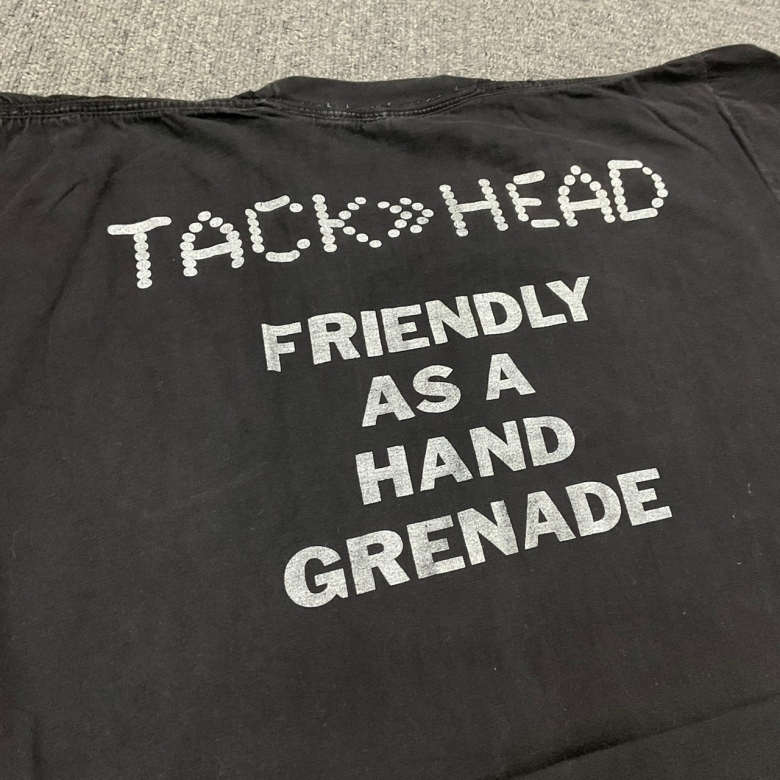 TACK»HEAD
FRIENDLY
AS A
HAND
GRENADE